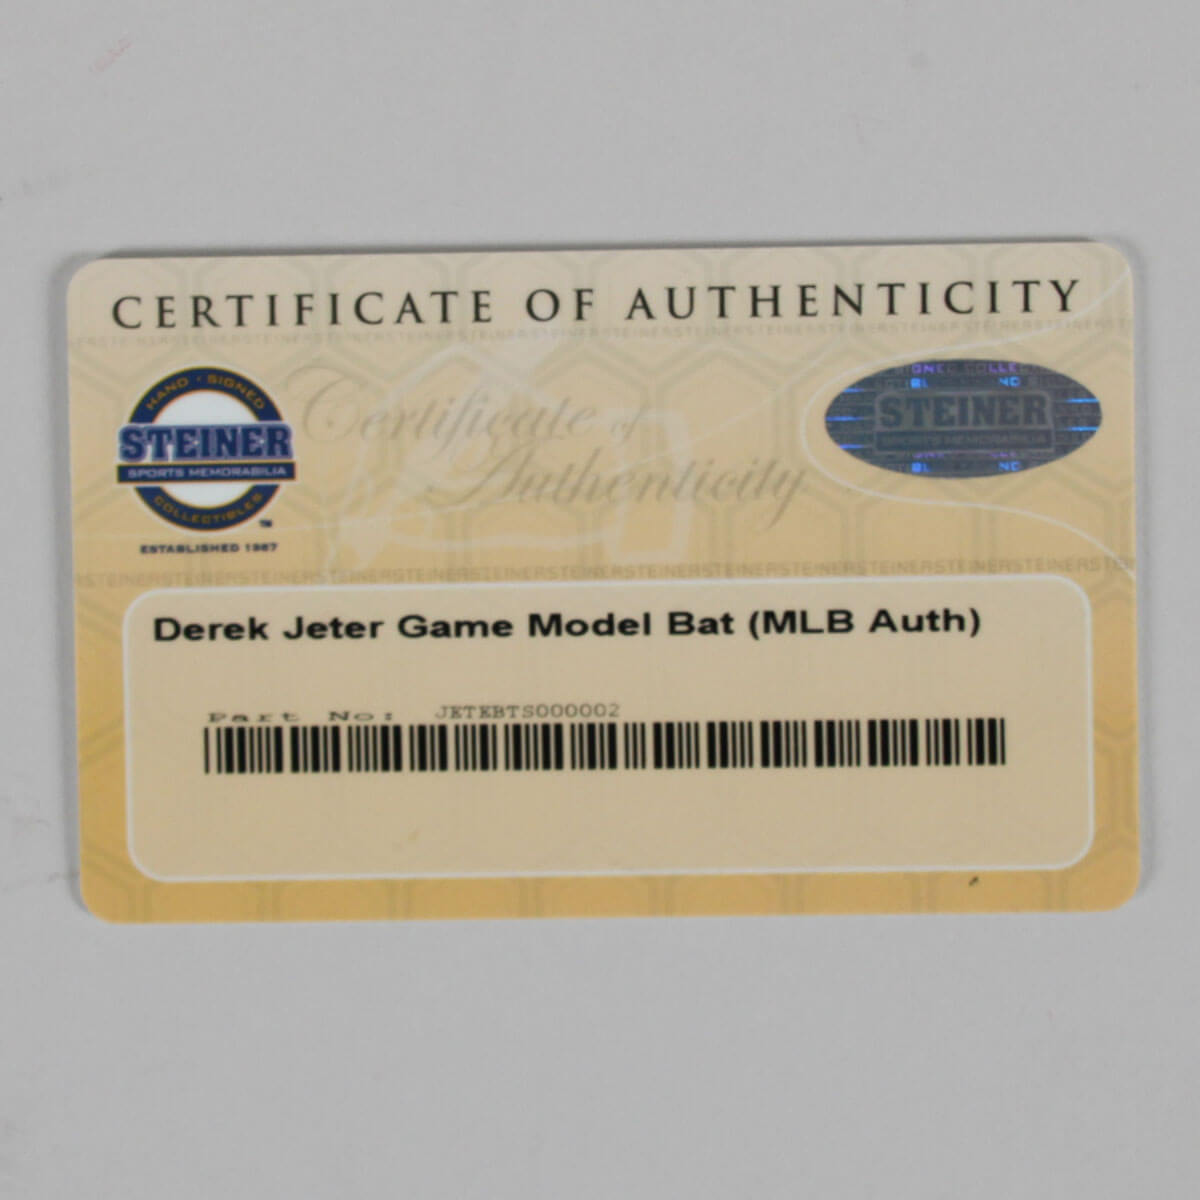 CERTIFICATE OF AUTHENTICITY
HAND · SIGNED
STEINER
SPORTS MEMORABILIA
COLLECTIBLES
TM
ESTABLISHED 1987
Certificate of
Authenticity
STEINER
SPORTS MEMORABILIA
Derek Jeter Game Model Bat (MLB Auth)
Part No: JETEBTS000002